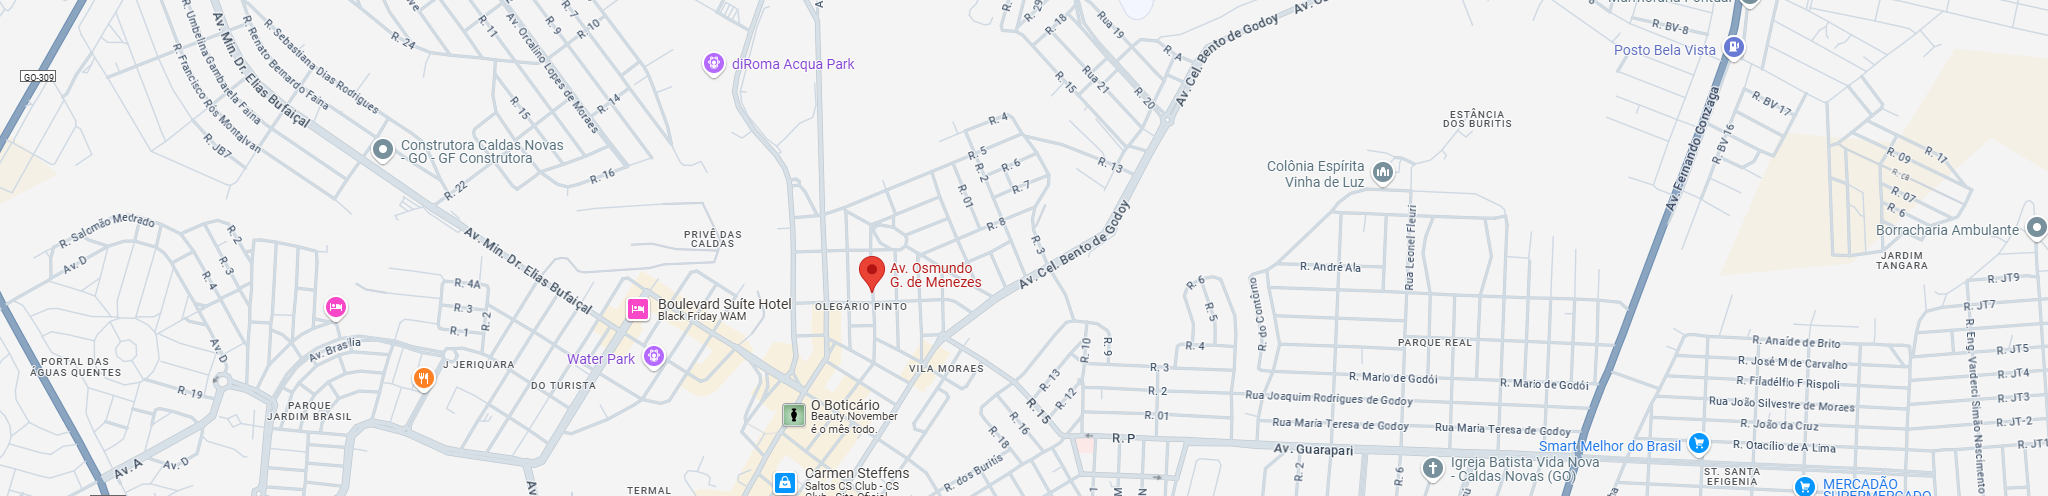 GO-309
Av. Min. Dr. Elias Bufaiçal
R. Umbelina Gambarela Faina
R. Renato Bernardo Faina
R. Sebastiana Dias Rodrigues
R. Francisco Rós Montalvan
R. JB7
R. 24
R. 11
R. 7
R. 9
R. 10
Av. Orcalino Lopes de Moraes
R. 15
R. 14
R. 16
R. 22
Construtora Caldas Novas
- GO - GF Construtora
diRoma Acqua Park
R. 29
R. 18
Rua 19
R. A
R. 15
Rua 21
R. 20
Av. Cel. Bento de Godoy
R. 4
R. 5
R. 2
R. 6
R. 7
R. 01
R. 8
R. 13
R. 3
Av. Cel. Bento de Godoy
ESTÂNCIA
DOS BURITIS
Colônia Espírita
Vinha de Luz
Posto Bela Vista
R. BV-8
R. BV 17
R. BV 16
Av. Fernando Conzaga
R. 09
R. 17
R. C8
R. 07
R. 6
Borracharia Ambulante
JARDIM
TANGARA
R. Salomão Medrado
Av. D
R. 2
R. 3
R. 4
Av. Min. Dr. Elias Bufaiçal
PRIVÊ DAS
CALDAS
Av. Osmundo
G. de Menezes
OLEGÁRIO PINTO
Boulevard Suíte Hotel
Black Friday WAM
Water Park
R. 4A
R. 3
R. 2
R. 1
Av. Brasília
Av. D
J JERIQUARA
DO TURISTA
PORTAL DAS
ÁGUAS QUENTES
R. 19
PARQUE
JARDIM BRASIL
Av. A
Av. D
Av.
TERMAL
O Boticário
Beauty November
é o mês todo.
Carmen Steffens
Saltos CS Club - CS
VILA MORAES
R. 15
R. 13
R. 12
R. 16
R. 18
R. dos Buritis
R. 10
R. 9
R. 3
R. 2
R. 01
R. P
R. 6
R. 5
R. 4
R. do Contôrno
R. André Ala
Rua Leonel Fleuri
PARQUE REAL
R. Mario de Godói
R. Mario de Godói
Rua Joaquim Rodrigues de Godoy
Rua Maria Teresa de Godoy
Rua Maria Teresa de Godoy
Av. Guarapari
R. 2
R. 6
Igreja Batista Vida Nova
- Caldas Novas (GO)
Smart Melhor do Brasil
R. Anaíde de Brito
R. José M de Carvalho
R. Filadélfio F Rispoli
Rua João Silvestre de Moraes
R. João da Cruz
R. Otacílio de A Lima
ST. SANTA
EFIGENIA
MERCADÃO
SUPERMERCADO
R. Eng. Varderci Simão Nascimento
R. JT9
R. JT7
R. JT5
R. JT4
R. JT3
R. JT-2
R. JT1